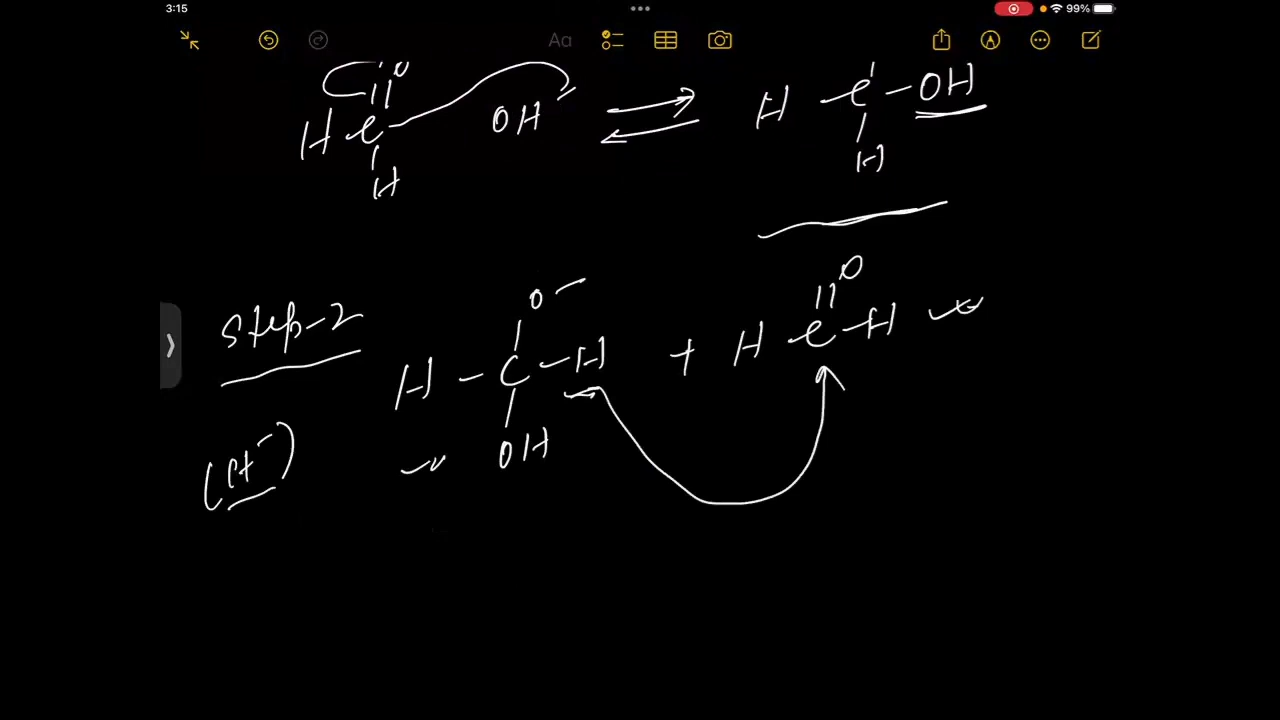 3:15 99%
Aa
O
H C OH⁻ ⇌ H C - OH
H H
Step-2
O⁻ O
H - C - H + H C - H
OH
(H⁻)